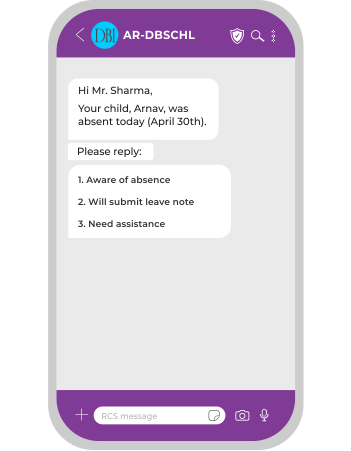 DBI
AR-DBSCHL
Hi Mr. Sharma,
Your child, Arnav, was
absent today (April 30th).
Please reply:
1. Aware of absence
2. Will submit leave note
3. Need assistance
RCS message